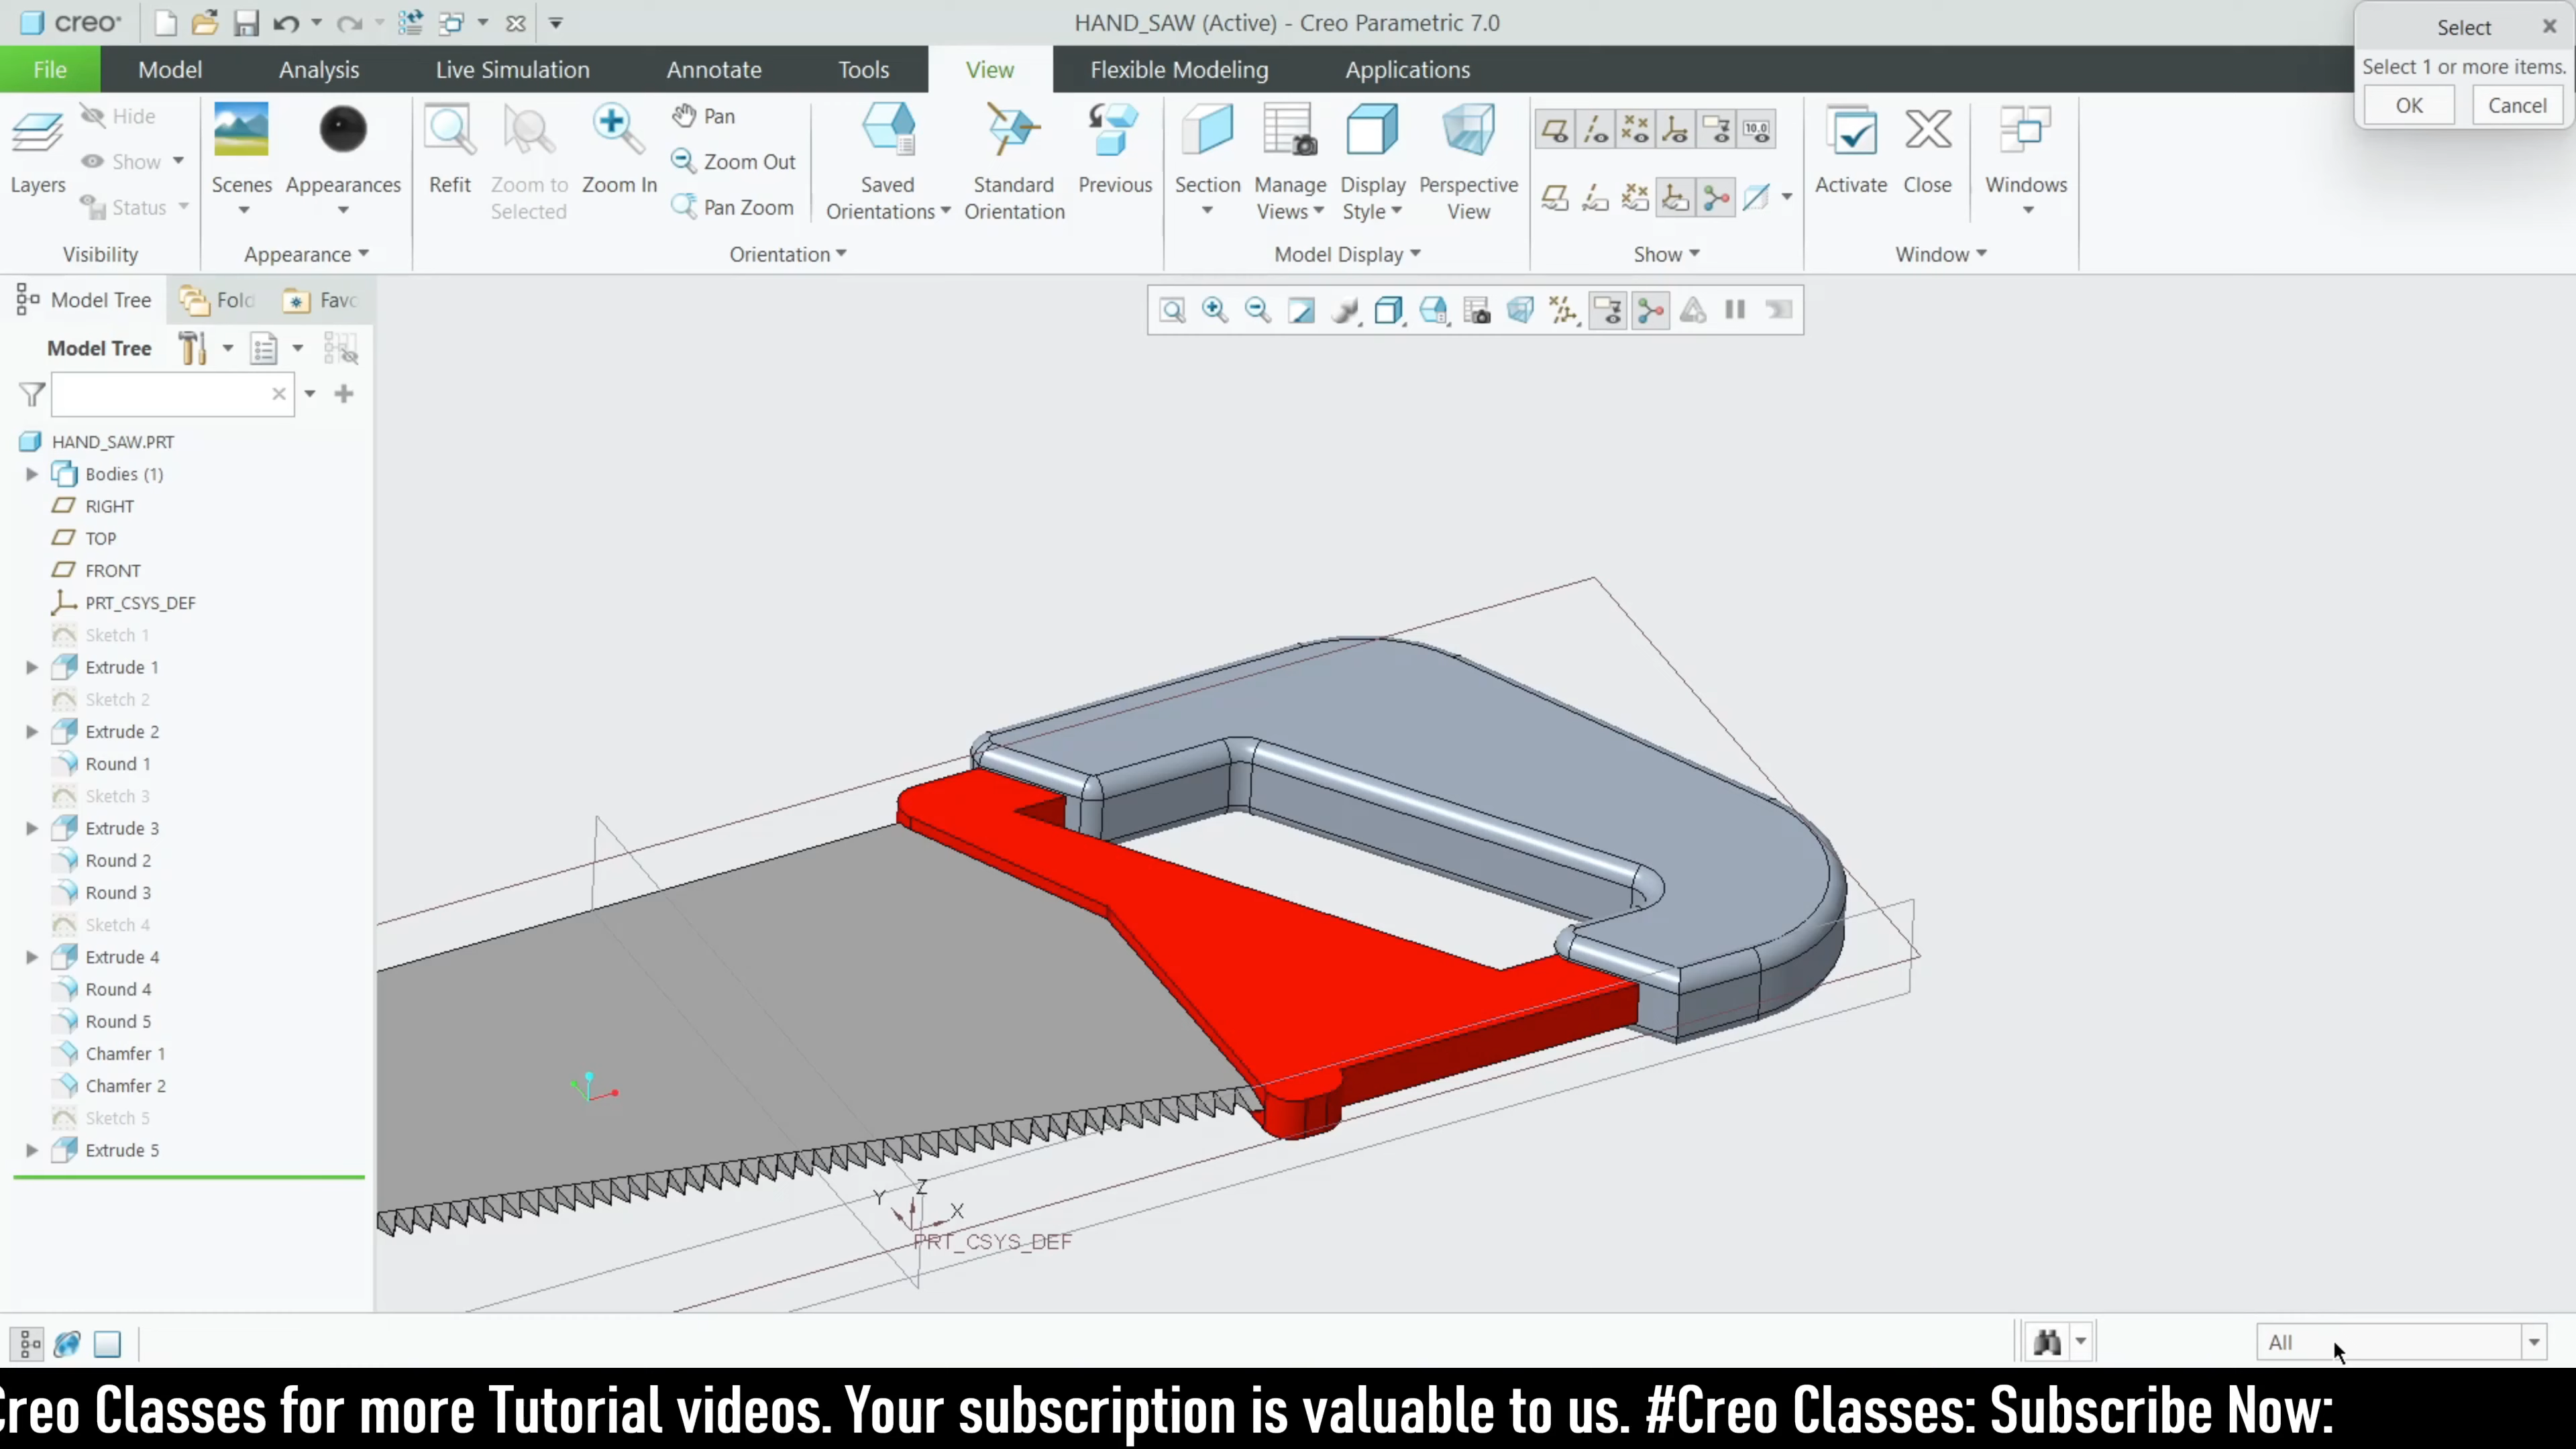 creo
HAND_SAW (Active) - Creo Parametric 7.0
Select
Select 1 or more items.
OK
Cancel
File
Model
Analysis
Live Simulation
Annotate
Tools
View
Flexible Modeling
Applications
Layers
Hide
Show
Status
Visibility
Scenes
Appearances
Appearance
Refit
Zoom to Selected
Zoom In
Pan
Zoom Out
Pan Zoom
Saved Orientations
Standard Orientation
Previous
Orientation
Section
Manage Views
Display Style
Perspective View
Model Display
10.0
Show
Activate
Close
Windows
Window
Model Tree
Fold
Favo
Model Tree
HAND_SAW.PRT
Bodies (1)
RIGHT
TOP
FRONT
PRT_CSYS_DEF
Sketch 1
Extrude 1
Sketch 2
Extrude 2
Round 1
Sketch 3
Extrude 3
Round 2
Round 3
Sketch 4
Extrude 4
Round 4
Round 5
Chamfer 1
Chamfer 2
Sketch 5
Extrude 5
Y
Z
X
PRT_CSYS_DEF
All
Creo Classes for more Tutorial videos. Your subscription is valuable to us. #Creo Classes: Subscribe Now: